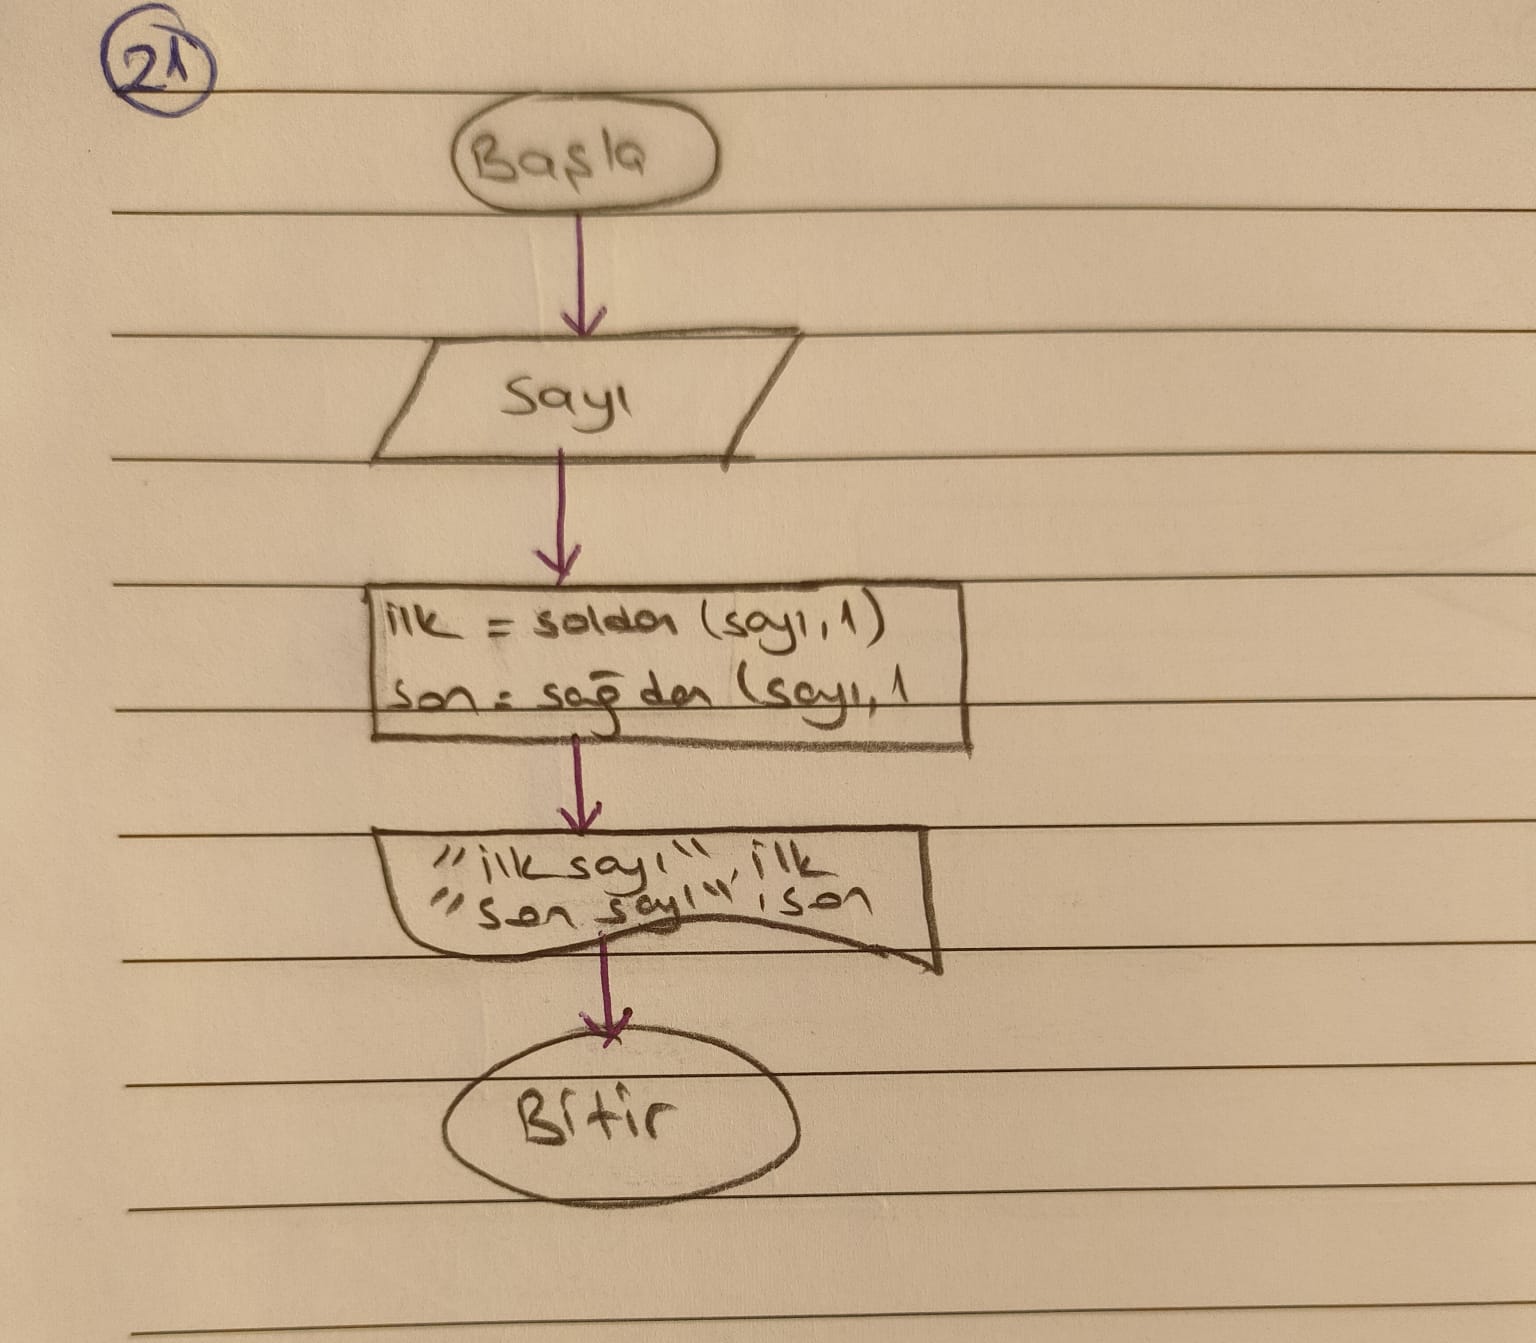 21
Başla
Sayı
ilk = soldan (sayı, 1)
son = sağdan (sayı, 1
"ilk sayı", ilk
"son sayı", son
Bitir